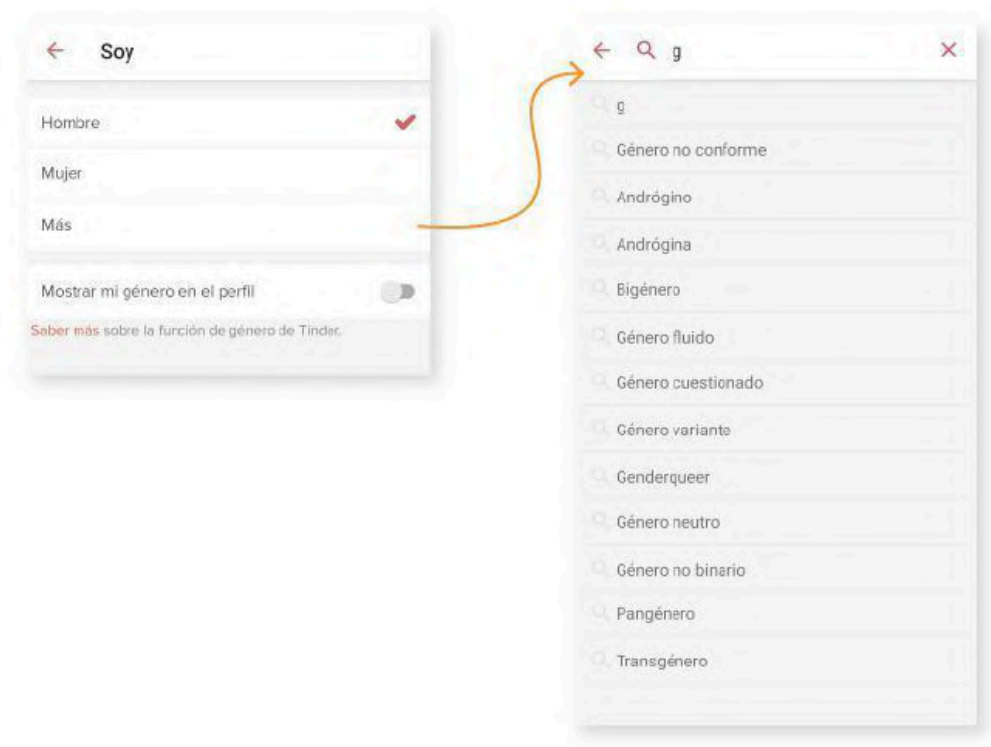 Soy
Hombre
Mujer
Más
Mostrar mi género en el perfil
Saber más sobre la función de género de Tinder.
g
g
Género no conforme
Andrógino
Andrógina
Bigénero
Género fluido
Género cuestionado
Género variante
Genderqueer
Género neutro
Género no binario
Pangénero
Transgénero